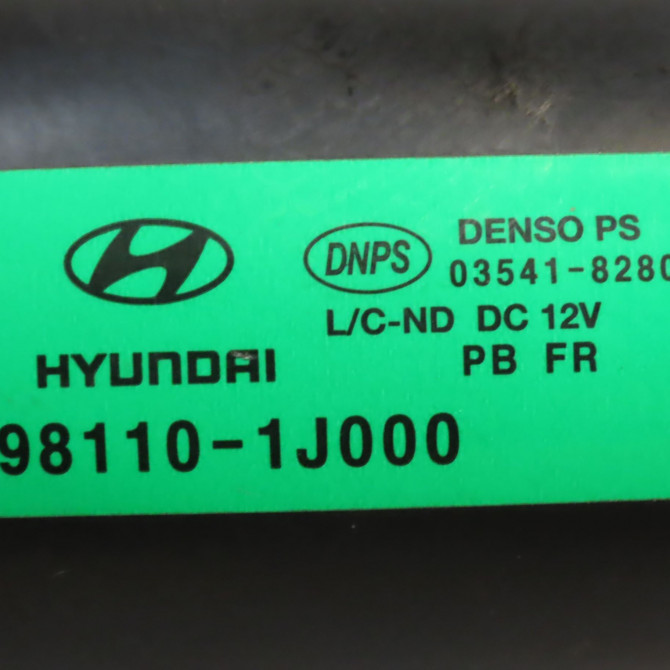 DNPS
DENSO PS
03541-8280
L/C-ND DC 12V
HYUNDAI
PB FR
98110-1J000